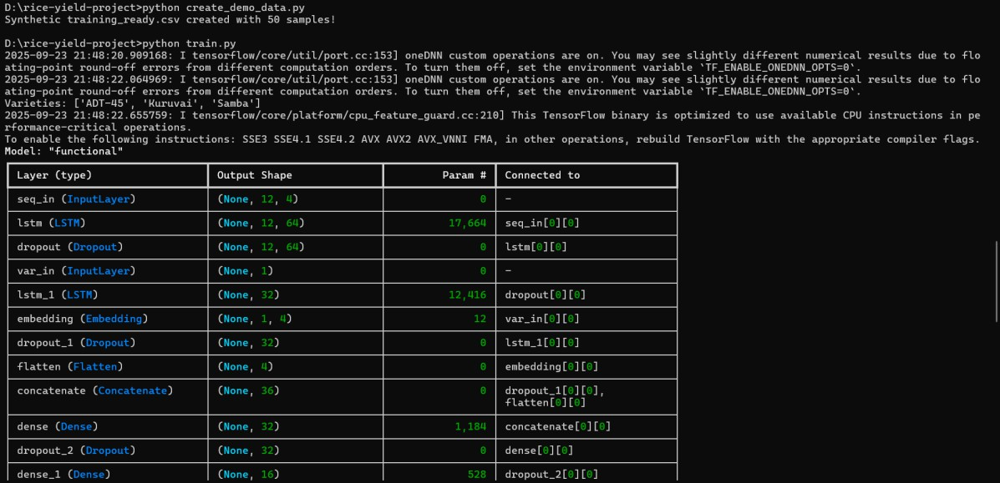 D:\rice-yield-project>python create_demo_data.py
Synthetic training_ready.csv created with 50 samples!
D:\rice-yield-project>python train.py
2025-09-23 21:48:20.909168: I tensorflow/core/util/port.cc:153] oneDNN custom operations are on. You may see slightly different numerical results due to flo
ating-point round-off errors from different computation orders. To turn them off, set the environment variable `TF_ENABLE_ONEDNN_OPTS=0`.
2025-09-23 21:48:22.064969: I tensorflow/core/util/port.cc:153] oneDNN custom operations are on. You may see slightly different numerical results due to flo
ating-point round-off errors from different computation orders. To turn them off, set the environment variable `TF_ENABLE_ONEDNN_OPTS=0`.
Varieties: ['ADT-45', 'Kuruvai', 'Samba']
2025-09-23 21:48:22.655759: I tensorflow/core/platform/cpu_feature_guard.cc:210] This TensorFlow binary is optimized to use available CPU instructions in pe
rformance-critical operations.
To enable the following instructions: SSE3 SSE4.1 SSE4.2 AVX AVX2 AVX_VNNI FMA, in other operations, rebuild TensorFlow with the appropriate compiler flags.
Model: "functional"
Layer (type) Output Shape Param # Connected to
seq_in (InputLayer) (None, 12, 4) 0 -
lstm (LSTM) (None, 12, 64) 17,664 seq_in[0][0]
dropout (Dropout) (None, 12, 64) 0 lstm[0][0]
var_in (InputLayer) (None, 1) 0 -
lstm_1 (LSTM) (None, 32) 12,416 dropout[0][0]
embedding (Embedding) (None, 1, 4) 12 var_in[0][0]
dropout_1 (Dropout) (None, 32) 0 lstm_1[0][0]
flatten (Flatten) (None, 4) 0 embedding[0][0]
concatenate (Concatenate) (None, 36) 0 dropout_1[0][0],
flatten[0][0]
dense (Dense) (None, 32) 1,184 concatenate[0][0]
dropout_2 (Dropout) (None, 32) 0 dense[0][0]
dense_1 (Dense) (None, 16) 528 dropout_2[0][0]